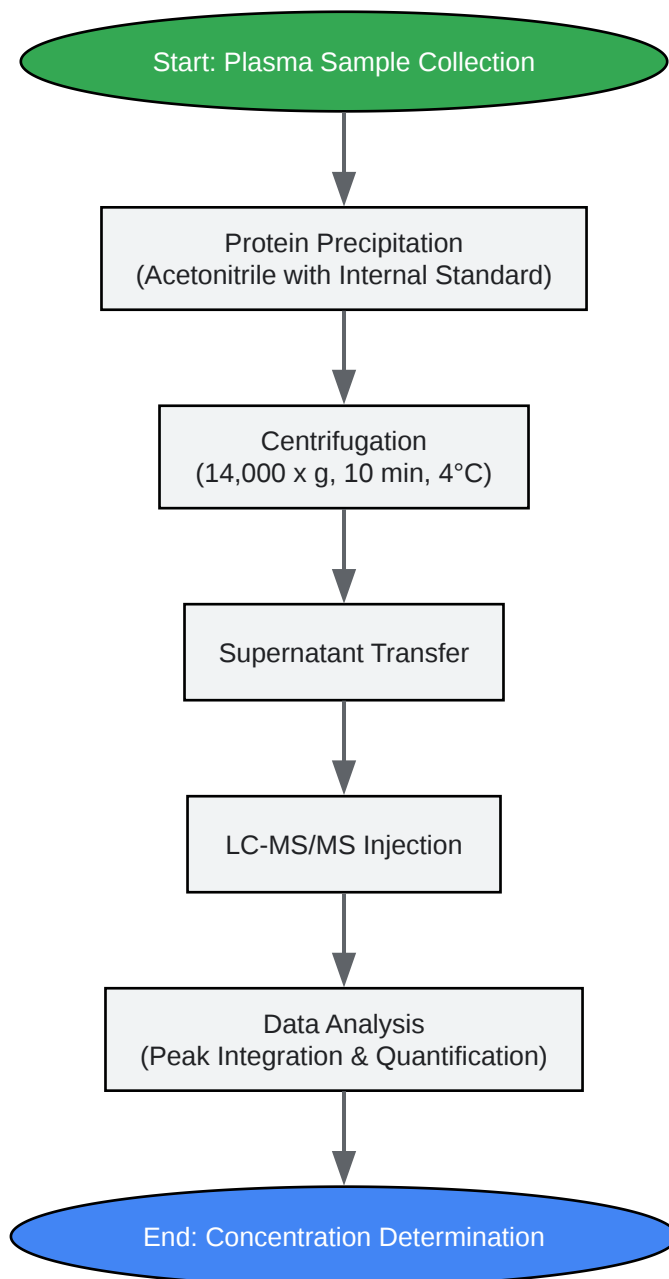 Start: Plasma Sample Collection
Protein Precipitation
(Acetonitrile with Internal Standard)
Centrifugation
(14,000 x g, 10 min, 4°C)
Supernatant Transfer
LC-MS/MS Injection
Data Analysis
(Peak Integration & Quantification)
End: Concentration Determination